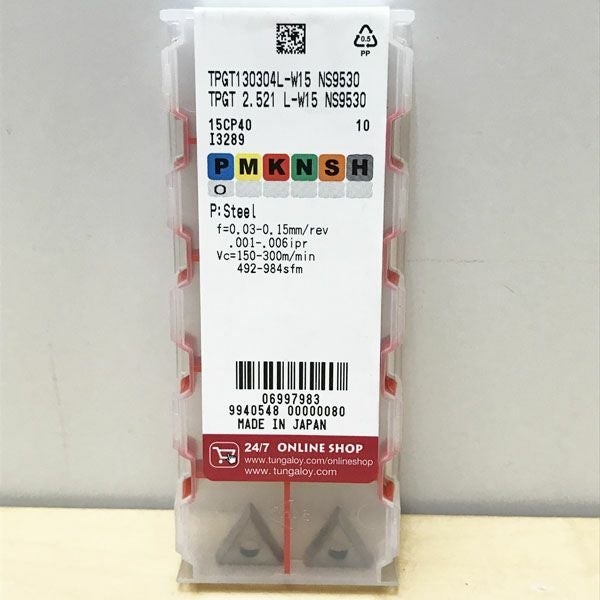 0.5
PP
TPGT130304L-W15 NS9530
TPGT 2.521 L-W15 NS9530
15CP40 10
I3289
P M K N S H
O
P:Steel
f=0.03-0.15mm/rev
.001-.006ipr
Vc=150-300m/min
492-984sfm
06997983
9940548 00000080
MADE IN JAPAN
24/7 ONLINE SHOP
www.tungaloy.com/onlineshop
www.tungaloy.com